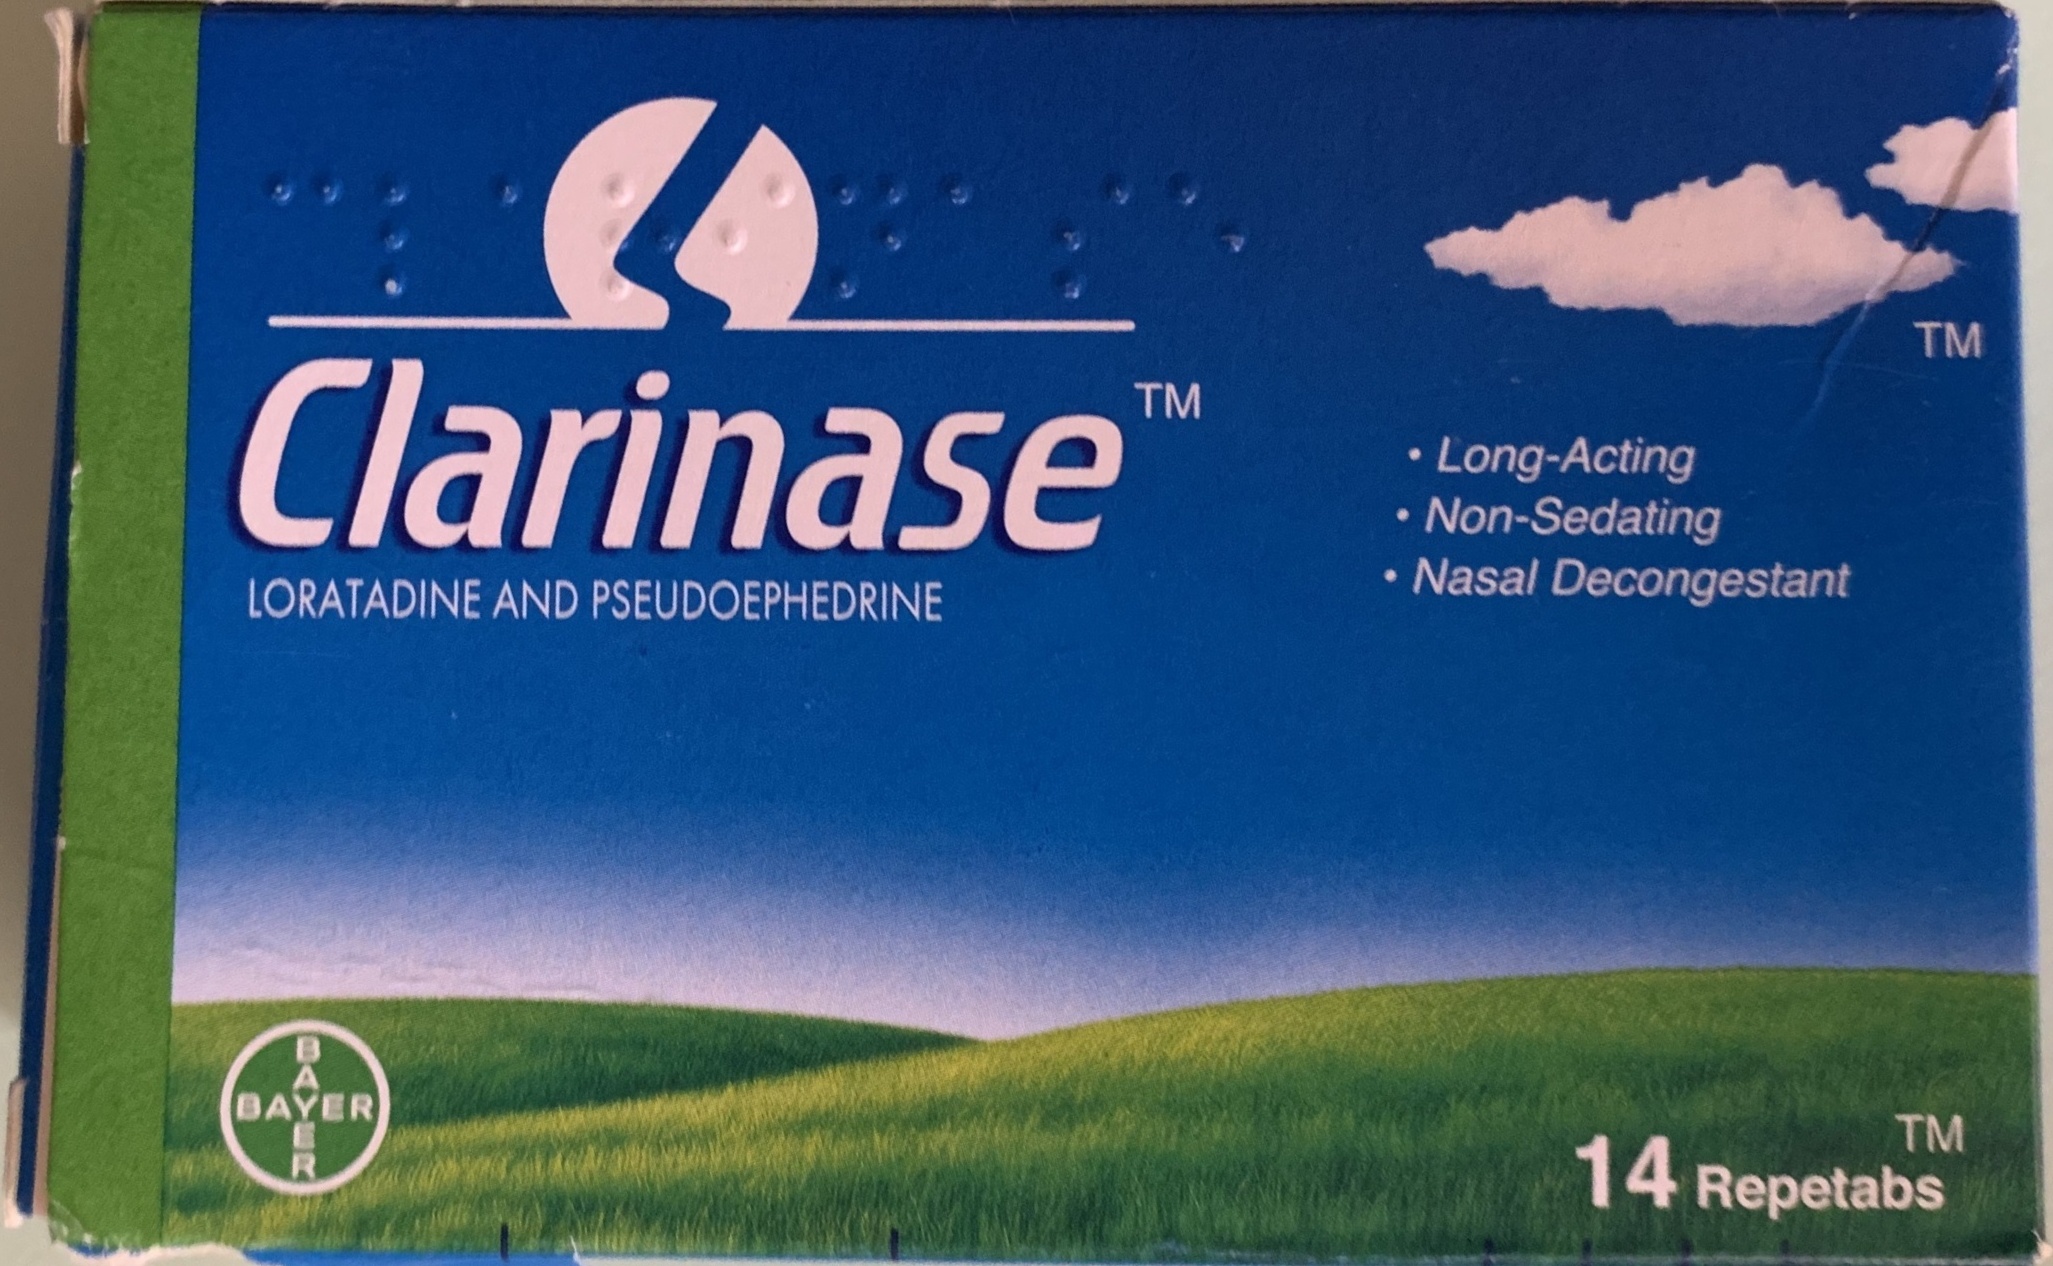 ⠉⠇⠁⠗⠊⠝⠁⠎⠑
Clarinase™
LORATADINE AND PSEUDOEPHEDRINE
TM
• Long-Acting
• Non-Sedating
• Nasal Decongestant
BAYER
BAYER
14 Repetabs™